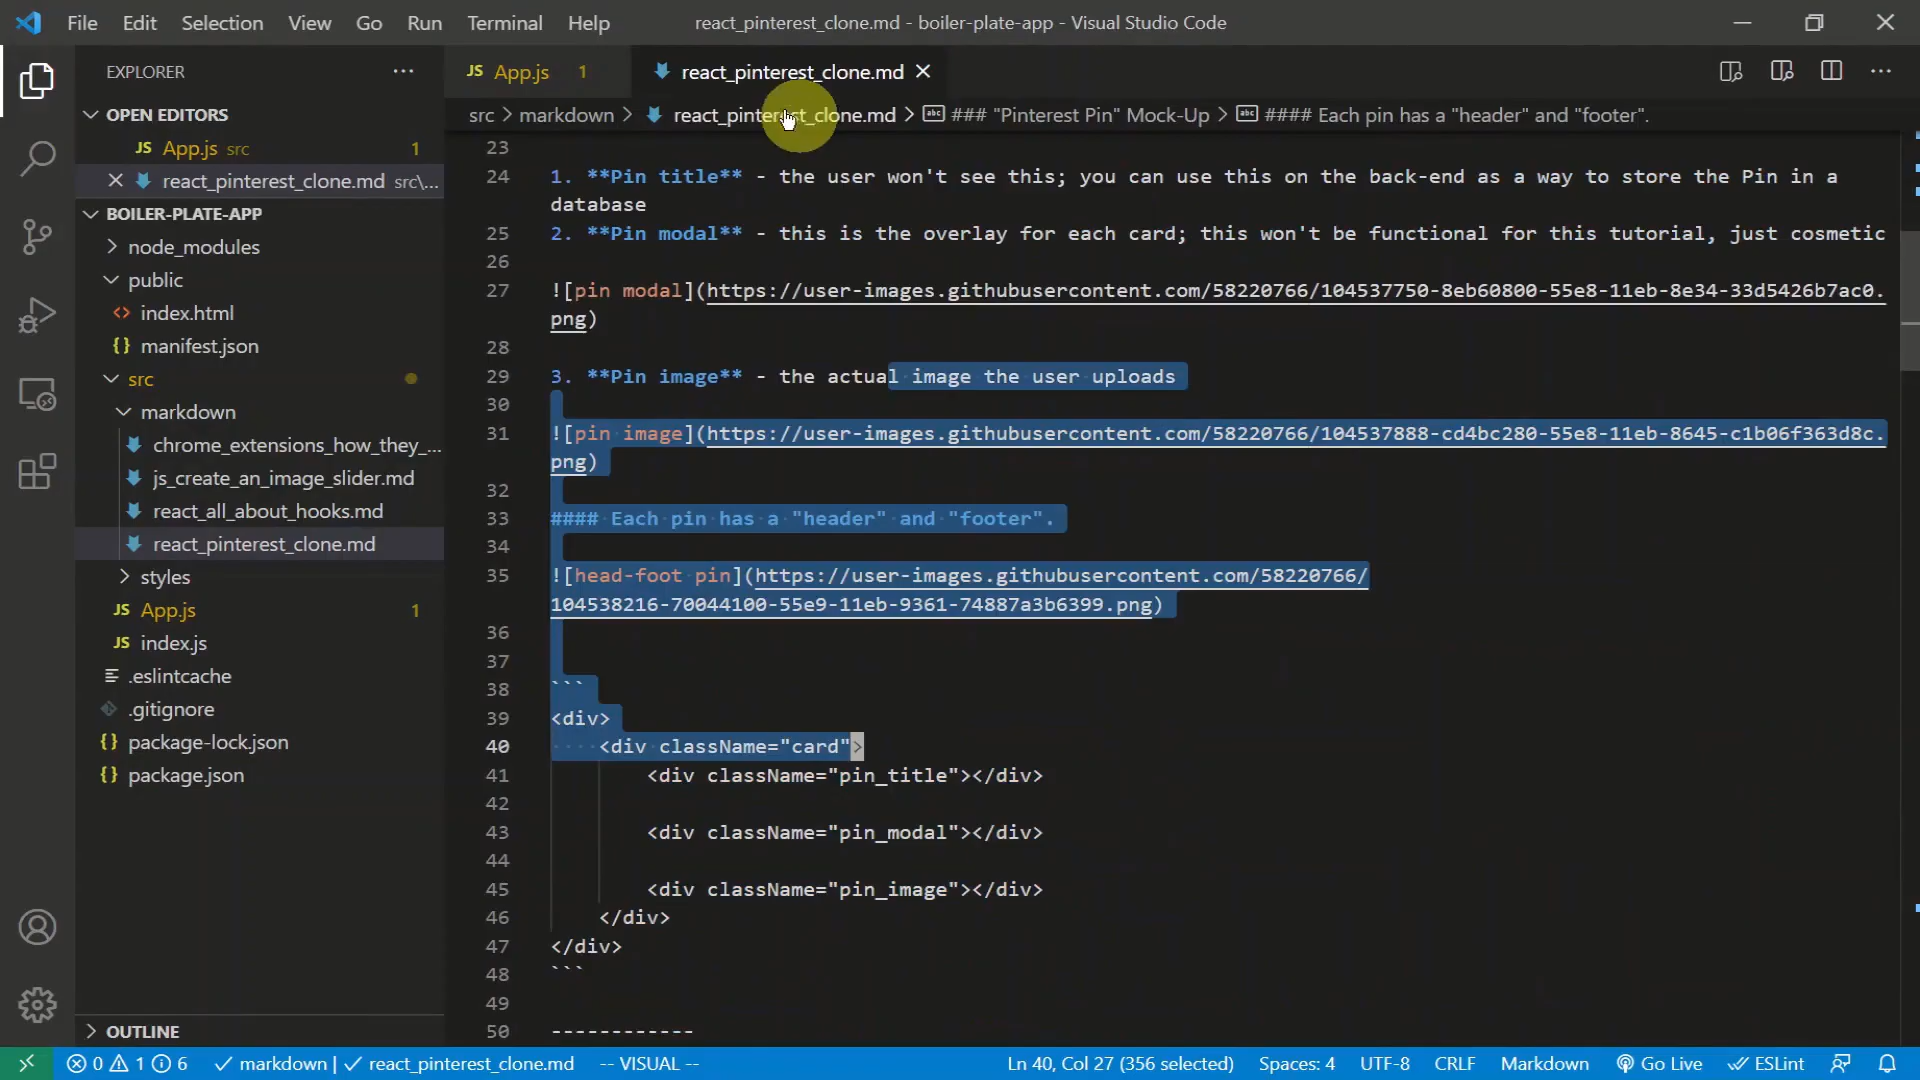 File Edit Selection View Go Run Terminal Help react_pinterest_clone.md - boiler-plate-app - Visual Studio Code
EXPLORER
OPEN EDITORS
JS App.js src 1
react_pinterest_clone.md src\...
BOILER-PLATE-APP
node_modules
public
<> index.html
{} manifest.json
src
markdown
chrome_extensions_how_they_...
js_create_an_image_slider.md
react_all_about_hooks.md
react_pinterest_clone.md
styles
JS App.js 1
JS index.js
.eslintcache
.gitignore
{} package-lock.json
{} package.json
OUTLINE
JS App.js 1 react_pinterest_clone.md
src > markdown > react_pinterest_clone.md > ### "Pinterest Pin" Mock-Up > #### Each pin has a "header" and "footer".
23
24 1. **Pin title** - the user won't see this; you can use this on the back-end as a way to store the Pin in a
database
25 2. **Pin modal** - this is the overlay for each card; this won't be functional for this tutorial, just cosmetic
26
27 ![pin modal](https://user-images.githubusercontent.com/58220766/104537750-8eb60800-55e8-11eb-8e34-33d5426b7ac0.
png)
28
29 3. **Pin image** - the actual image the user uploads
30
31 ![pin image](https://user-images.githubusercontent.com/58220766/104537888-cd4bc280-55e8-11eb-8645-c1b06f363d8c.
png)
32
33 #### Each pin has a "header" and "footer".
34
35 ![head-foot pin](https://user-images.githubusercontent.com/58220766/
104538216-70044100-55e9-11eb-9361-74887a3b6399.png)
36
37
38 ```
39 <div>
40 <div className="card">
41 <div className="pin_title"></div>
42
43 <div className="pin_modal"></div>
44
45 <div className="pin_image"></div>
46 </div>
47 </div>
48 ```
49
50 ------------
0 1 6 markdown | react_pinterest_clone.md -- VISUAL -- Ln 40, Col 27 (356 selected) Spaces: 4 UTF-8 CRLF Markdown Go Live ESLint